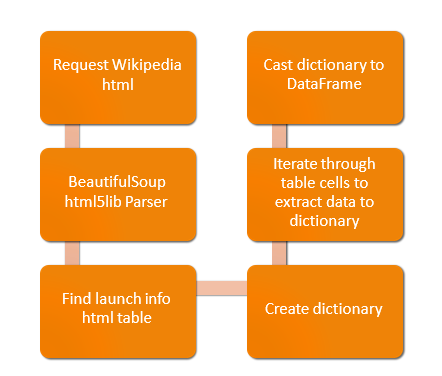 Request Wikipedia
html
BeautifulSoup
html5lib Parser
Find launch info
html table
Create dictionary
Iterate through
table cells to
extract data to
dictionary
Cast dictionary to
DataFrame